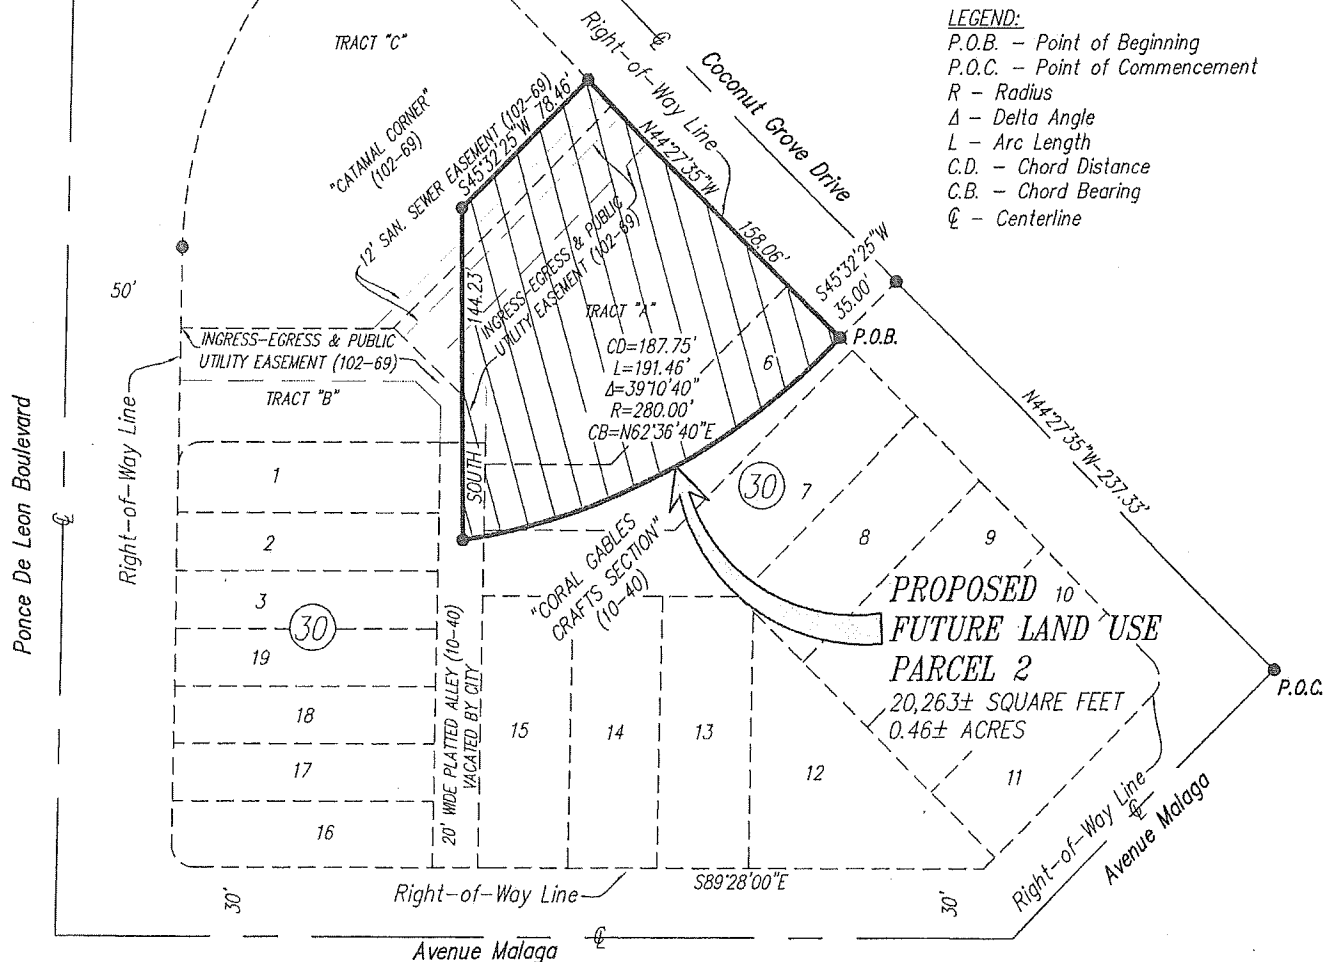 LEGEND:
P.O.B. – Point of Beginning
P.O.C. – Point of Commencement
R – Radius
Δ – Delta Angle
L – Arc Length
C.D. – Chord Distance
C.B. – Chord Bearing
℄ – Centerline
TRACT "C"
"CATAMAL CORNER"
(102–69)
12' SAN. SEWER EASEMENT (102–69)
S45°32'25"W 78.46'
Right–of–Way Line
℄
Coconut Grove Drive
N44°27'35"W
158.06'
S45°32'25"W
35.00'
P.O.B.
N44°27'35"W–237.33'
P.O.C.
50'
INGRESS–EGRESS & PUBLIC
UTILITY EASEMENT (102–69)
144.23'
SOUTH
INGRESS–EGRESS & PUBLIC
UTILITY EASEMENT (102–69)
TRACT "A"
CD=187.75'
L=191.46'
Δ=39°10'40"
R=280.00'
CB=N62°36'40"E
6
TRACT "B"
Ponce De Leon Boulevard
℄
Right–of–Way Line
1
2
3
30
19
18
17
16
20' WIDE PLATTED ALLEY (10–40)
VACATED BY CITY
"CORAL GABLES
CRAFTS SECTION"
(10–40)
30
7
8
9
10
11
12
13
14
15
PROPOSED
FUTURE LAND USE
PARCEL 2
20,263± SQUARE FEET
0.46± ACRES
Right–of–Way Line
S89°28'00"E
30'
30'
Avenue Malaga
℄
Right–of–Way Line
℄
Avenue Malaga